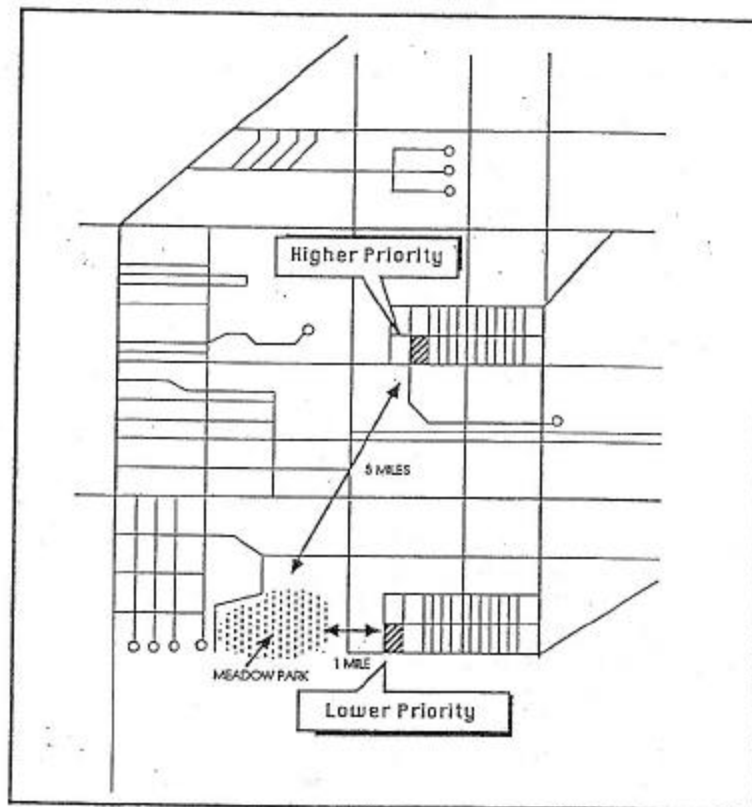 Higher Priority
5 MILES
1 MILE
MEADOW PARK
Lower Priority